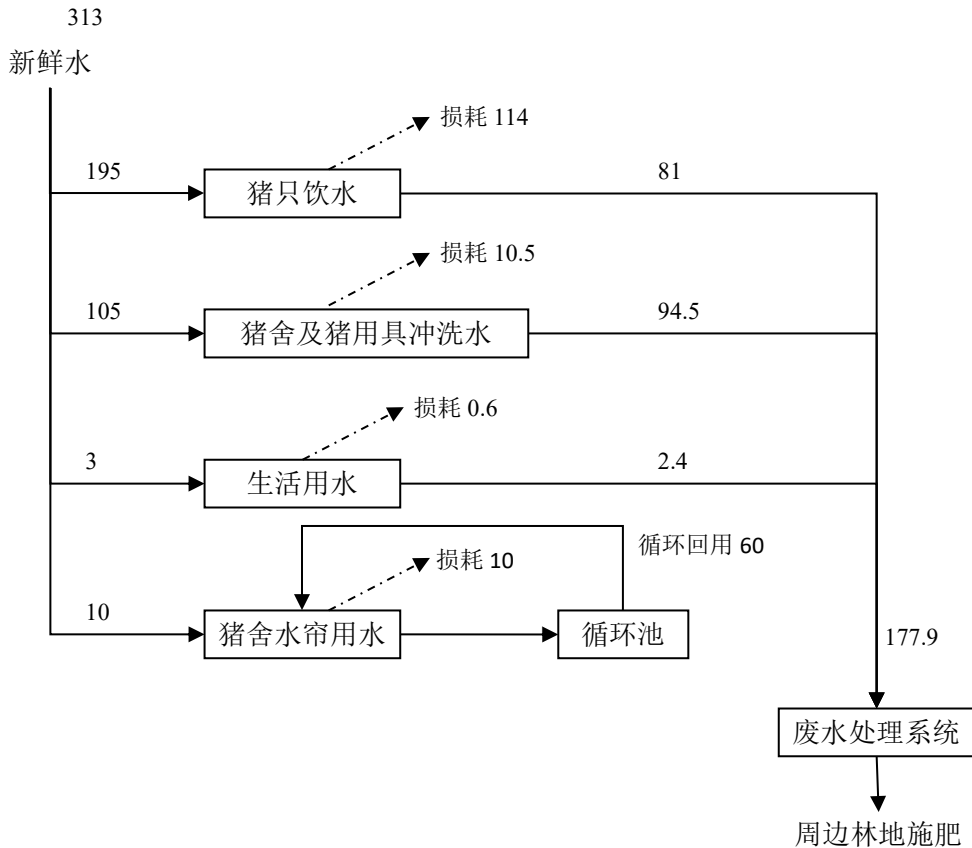 313
新鲜水
损耗 114
195
猪只饮水
81
损耗 10.5
105
猪舍及猪用具冲洗水
94.5
损耗 0.6
3
生活用水
2.4
循环回用 60
损耗 10
10
猪舍水帘用水
循环池
177.9
废水处理系统
周边林地施肥